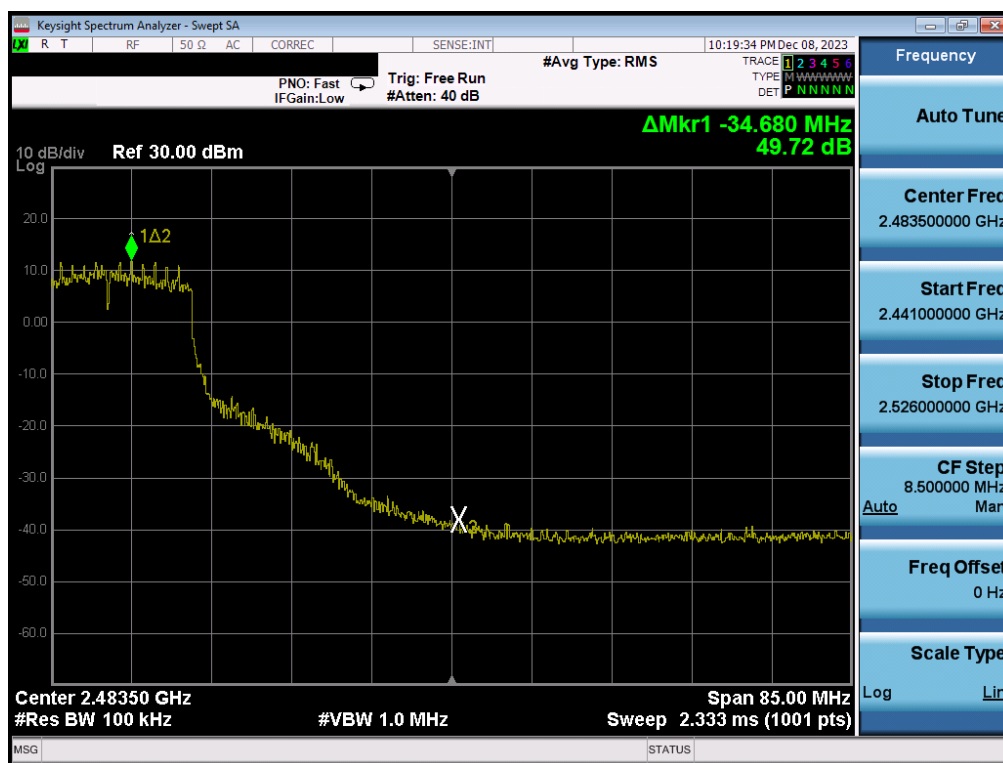 Keysight Spectrum Analyzer - Swept SA
LXI R T RF 50 Ω AC CORREC SENSE:INT 10:19:34 PM Dec 08, 2023
Frequency
#Avg Type: RMS
TRACE 1 2 3 4 5 6
PNO: Fast Trig: Free Run
TYPE M WWWWW
IFGain:Low #Atten: 40 dB
DET P N N N N N
Auto Tune
ΔMkr1 -34.680 MHz
49.72 dB
10 dB/div Ref 30.00 dBm
Log
20.0
10.0
0.00
-10.0
-20.0
-30.0
-40.0
-50.0
-60.0
1Δ2
Center Freq
2.483500000 GHz
Start Freq
2.441000000 GHz
Stop Freq
2.526000000 GHz
CF Step
8.500000 MHz
Auto Man
Freq Offset
0 Hz
Scale Type
Log Lin
Center 2.48350 GHz Span 85.00 MHz
#Res BW 100 kHz #VBW 1.0 MHz Sweep 2.333 ms (1001 pts)
MSG STATUS